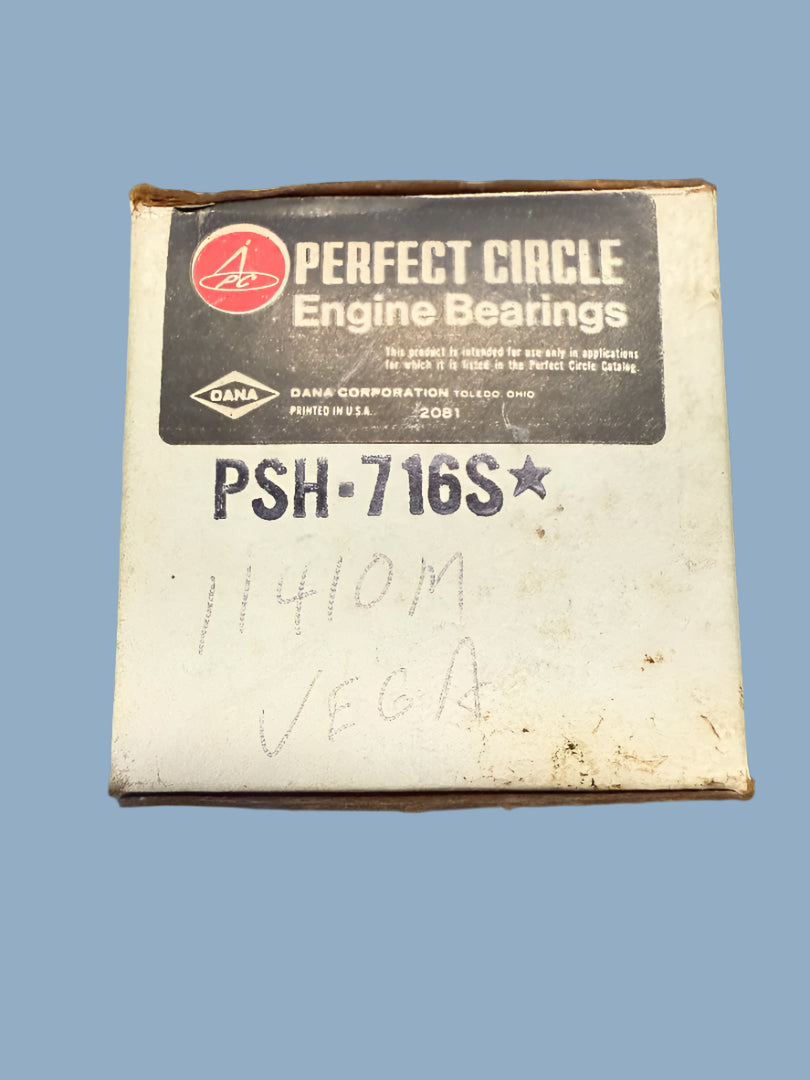 PC
PERFECT CIRCLE
Engine Bearings
This product is intended for use only in applications
for which it is listed in the Perfect Circle Catalog.
DANA
DANA CORPORATION TOLEDO, OHIO
PRINTED IN U.S.A. 2081
PSH-716S★
11410M
VEGA